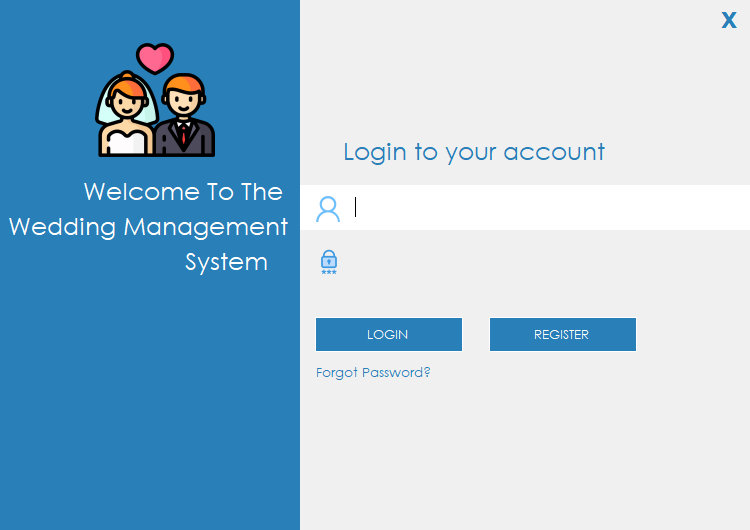 X
Welcome To The
Wedding Management
System
Login to your account
LOGIN
REGISTER
Forgot Password?